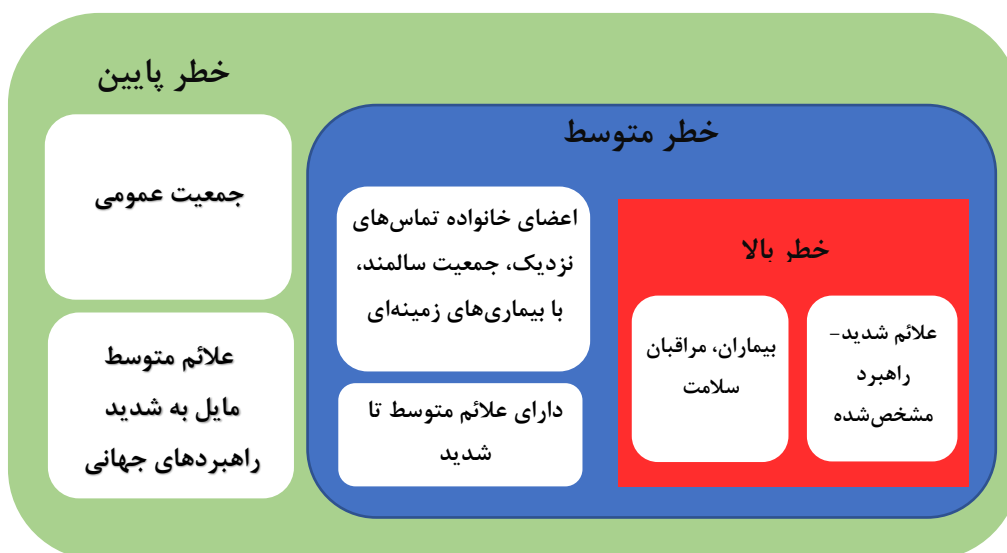 خطر پایین
جمعیت عمومی
علائم متوسط
مایل به شدید
راهبردهای جهانی
خطر متوسط
اعضای خانواده تماس‌های
نزدیک، جمعیت سالمند،
با بیماری‌های زمینه‌ای
دارای علائم متوسط تا
شدید
خطر بالا
علائم شدید-
راهبرد
مشخص‌شده
بیماران، مراقبان
سلامت